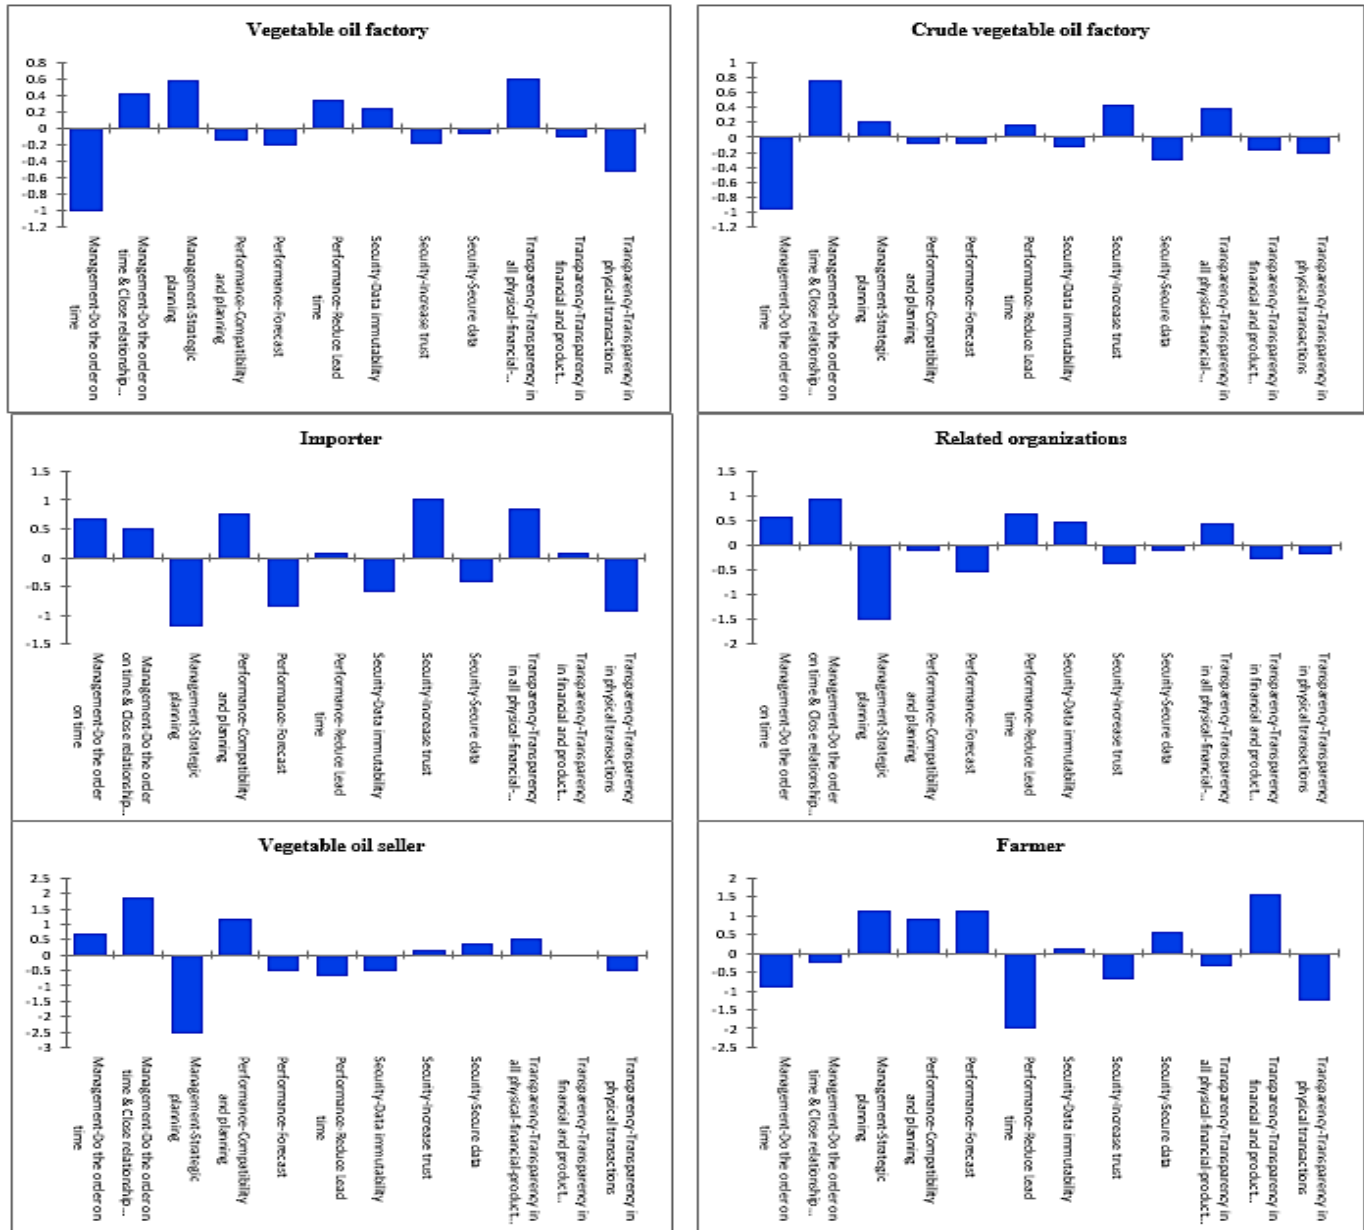 Vegetable oil factory
0.8
0.6
0.4
0.2
0
-0.2
-0.4
-0.6
-0.8
-1
-1.2
Management-Do the order on
time
Management-Do the order on
time & Close relationship...
Management-Strategic
planning
Performance-Compatibility
and planning
Performance-Forecast
Performance-Reduce Lead
time
Security-Data immutability
Security-Increase trust
Security-Secure data
Transparency-Transparency in
all physical-financial-...
Transparency-Transparency in
financial and product...
Transparency-Transparency in
physical transactions
Crude vegetable oil factory
1
0.8
0.6
0.4
0.2
0
-0.2
-0.4
-0.6
-0.8
-1
-1.2
Management-Do the order on
time
Management-Do the order on
time & Close relationship...
Management-Strategic
planning
Performance-Compatibility
and planning
Performance-Forecast
Performance-Reduce Lead
time
Security-Data immutability
Security-Increase trust
Security-Secure data
Transparency-Transparency in
all physical-financial-...
Transparency-Transparency in
financial and product...
Transparency-Transparency in
physical transactions
Importer
1.5
1
0.5
0
-0.5
-1
-1.5
Management-Do the order
on time
Management-Do the order
on time & Close relationship...
Management-Strategic
planning
Performance-Compatibility
and planning
Performance-Forecast
Performance-Reduce Lead
time
Security-Data immutability
Security-Increase trust
Security-Secure data
Transparency-Transparency
in all physical-financial-...
Transparency-Transparency
in financial and product...
Transparency-Transparency
in physical transactions
Related organizations
1.5
1
0.5
0
-0.5
-1
-1.5
-2
Management-Do the order
on time
Management-Do the order
on time & Close relationship...
Management-Strategic
planning
Performance-Compatibility
and planning
Performance-Forecast
Performance-Reduce Lead
time
Security-Data immutability
Security-Increase trust
Security-Secure data
Transparency-Transparency
in all physical-financial-...
Transparency-Transparency
in financial and product...
Transparency-Transparency
in physical transactions
Vegetable oil seller
2.5
2
1.5
1
0.5
0
-0.5
-1
-1.5
-2
-2.5
-3
Management-Do the order on
time
Management-Do the order on
time & Close relationship...
Management-Strategic
planning
Performance-Compatibility
and planning
Performance-Forecast
Performance-Reduce Lead
time
Security-Data immutability
Security-Increase trust
Security-Secure data
Transparency-Transparency in
all physical-financial-product...
Transparency-Transparency in
financial and product...
Transparency-Transparency in
physical transactions
Farmer
2
1.5
1
0.5
0
-0.5
-1
-1.5
-2
-2.5
Management-Do the order on
time
Management-Do the order on
time & Close relationship...
Management-Strategic
planning
Performance-Compatibility
and planning
Performance-Forecast
Performance-Reduce Lead
time
Security-Data immutability
Security-Increase trust
Security-Secure data
Transparency-Transparency in
all physical-financial-product...
Transparency-Transparency in
financial and product...
Transparency-Transparency in
physical transactions